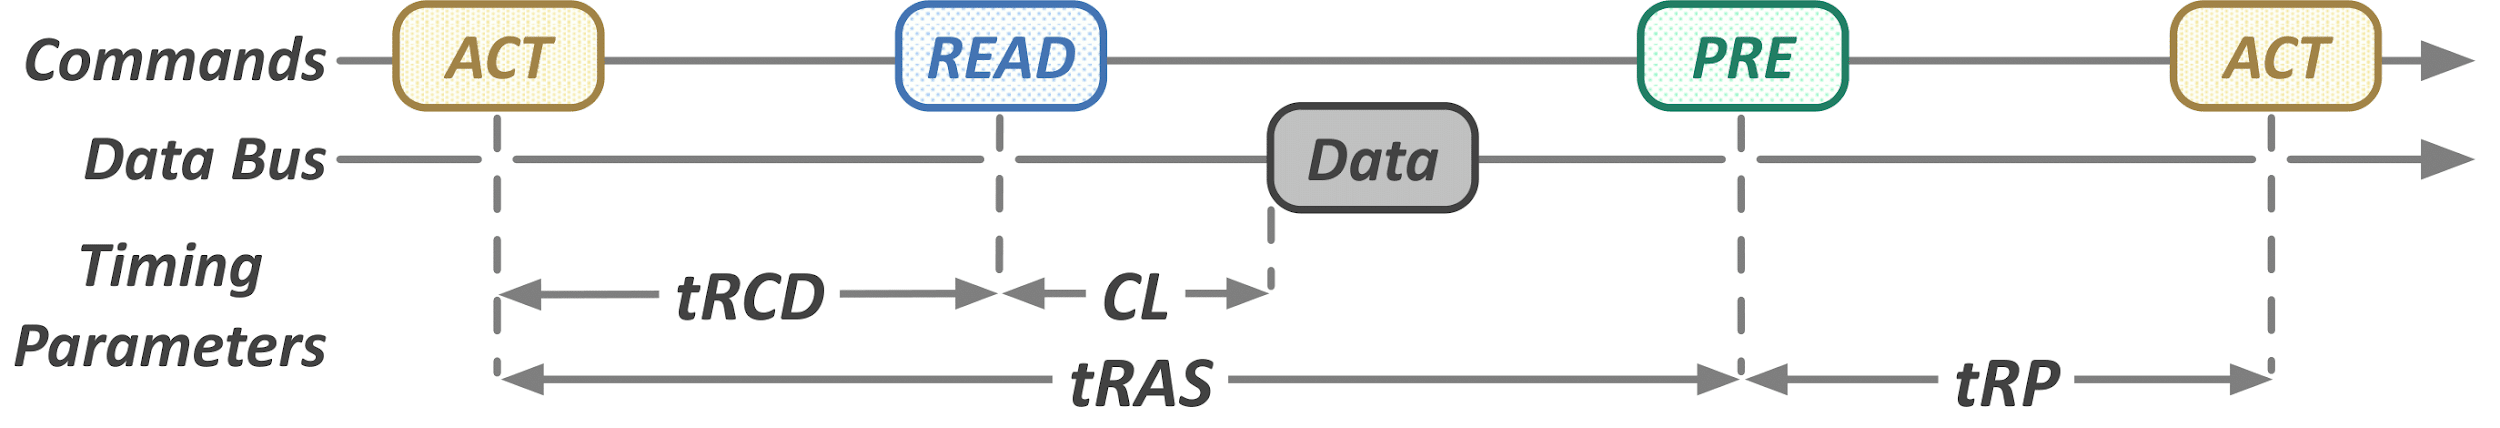 Commands ACT READ PRE ACT
Data Bus Data
Timing
Parameters
tRCD CL
tRAS tRP